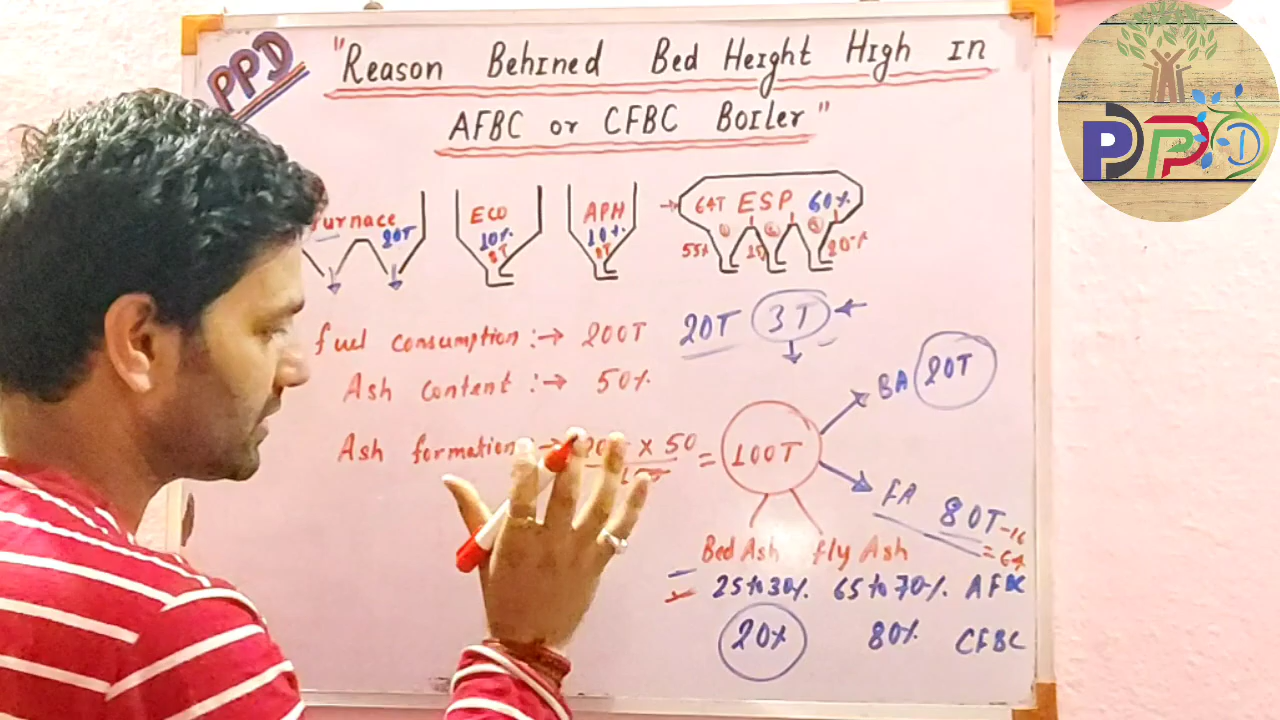 PPD
"Reason Behined Bed Height High In
AFBC or CFBC Boiler"
PPD
Furnace 20T
ECO
10%
8T
APH
10%
8T
64T ESP 60%
55% 25 20%
fuel consumption :→ 200T
20T 3T
Ash content :→ 50%
BA 20T
Ash formation :→ x 50 = 100T
FA 80T -16
= 64
Bed Ash fly Ash
25 to 30% 65 to 70% AFBC
20% 80% CFBC